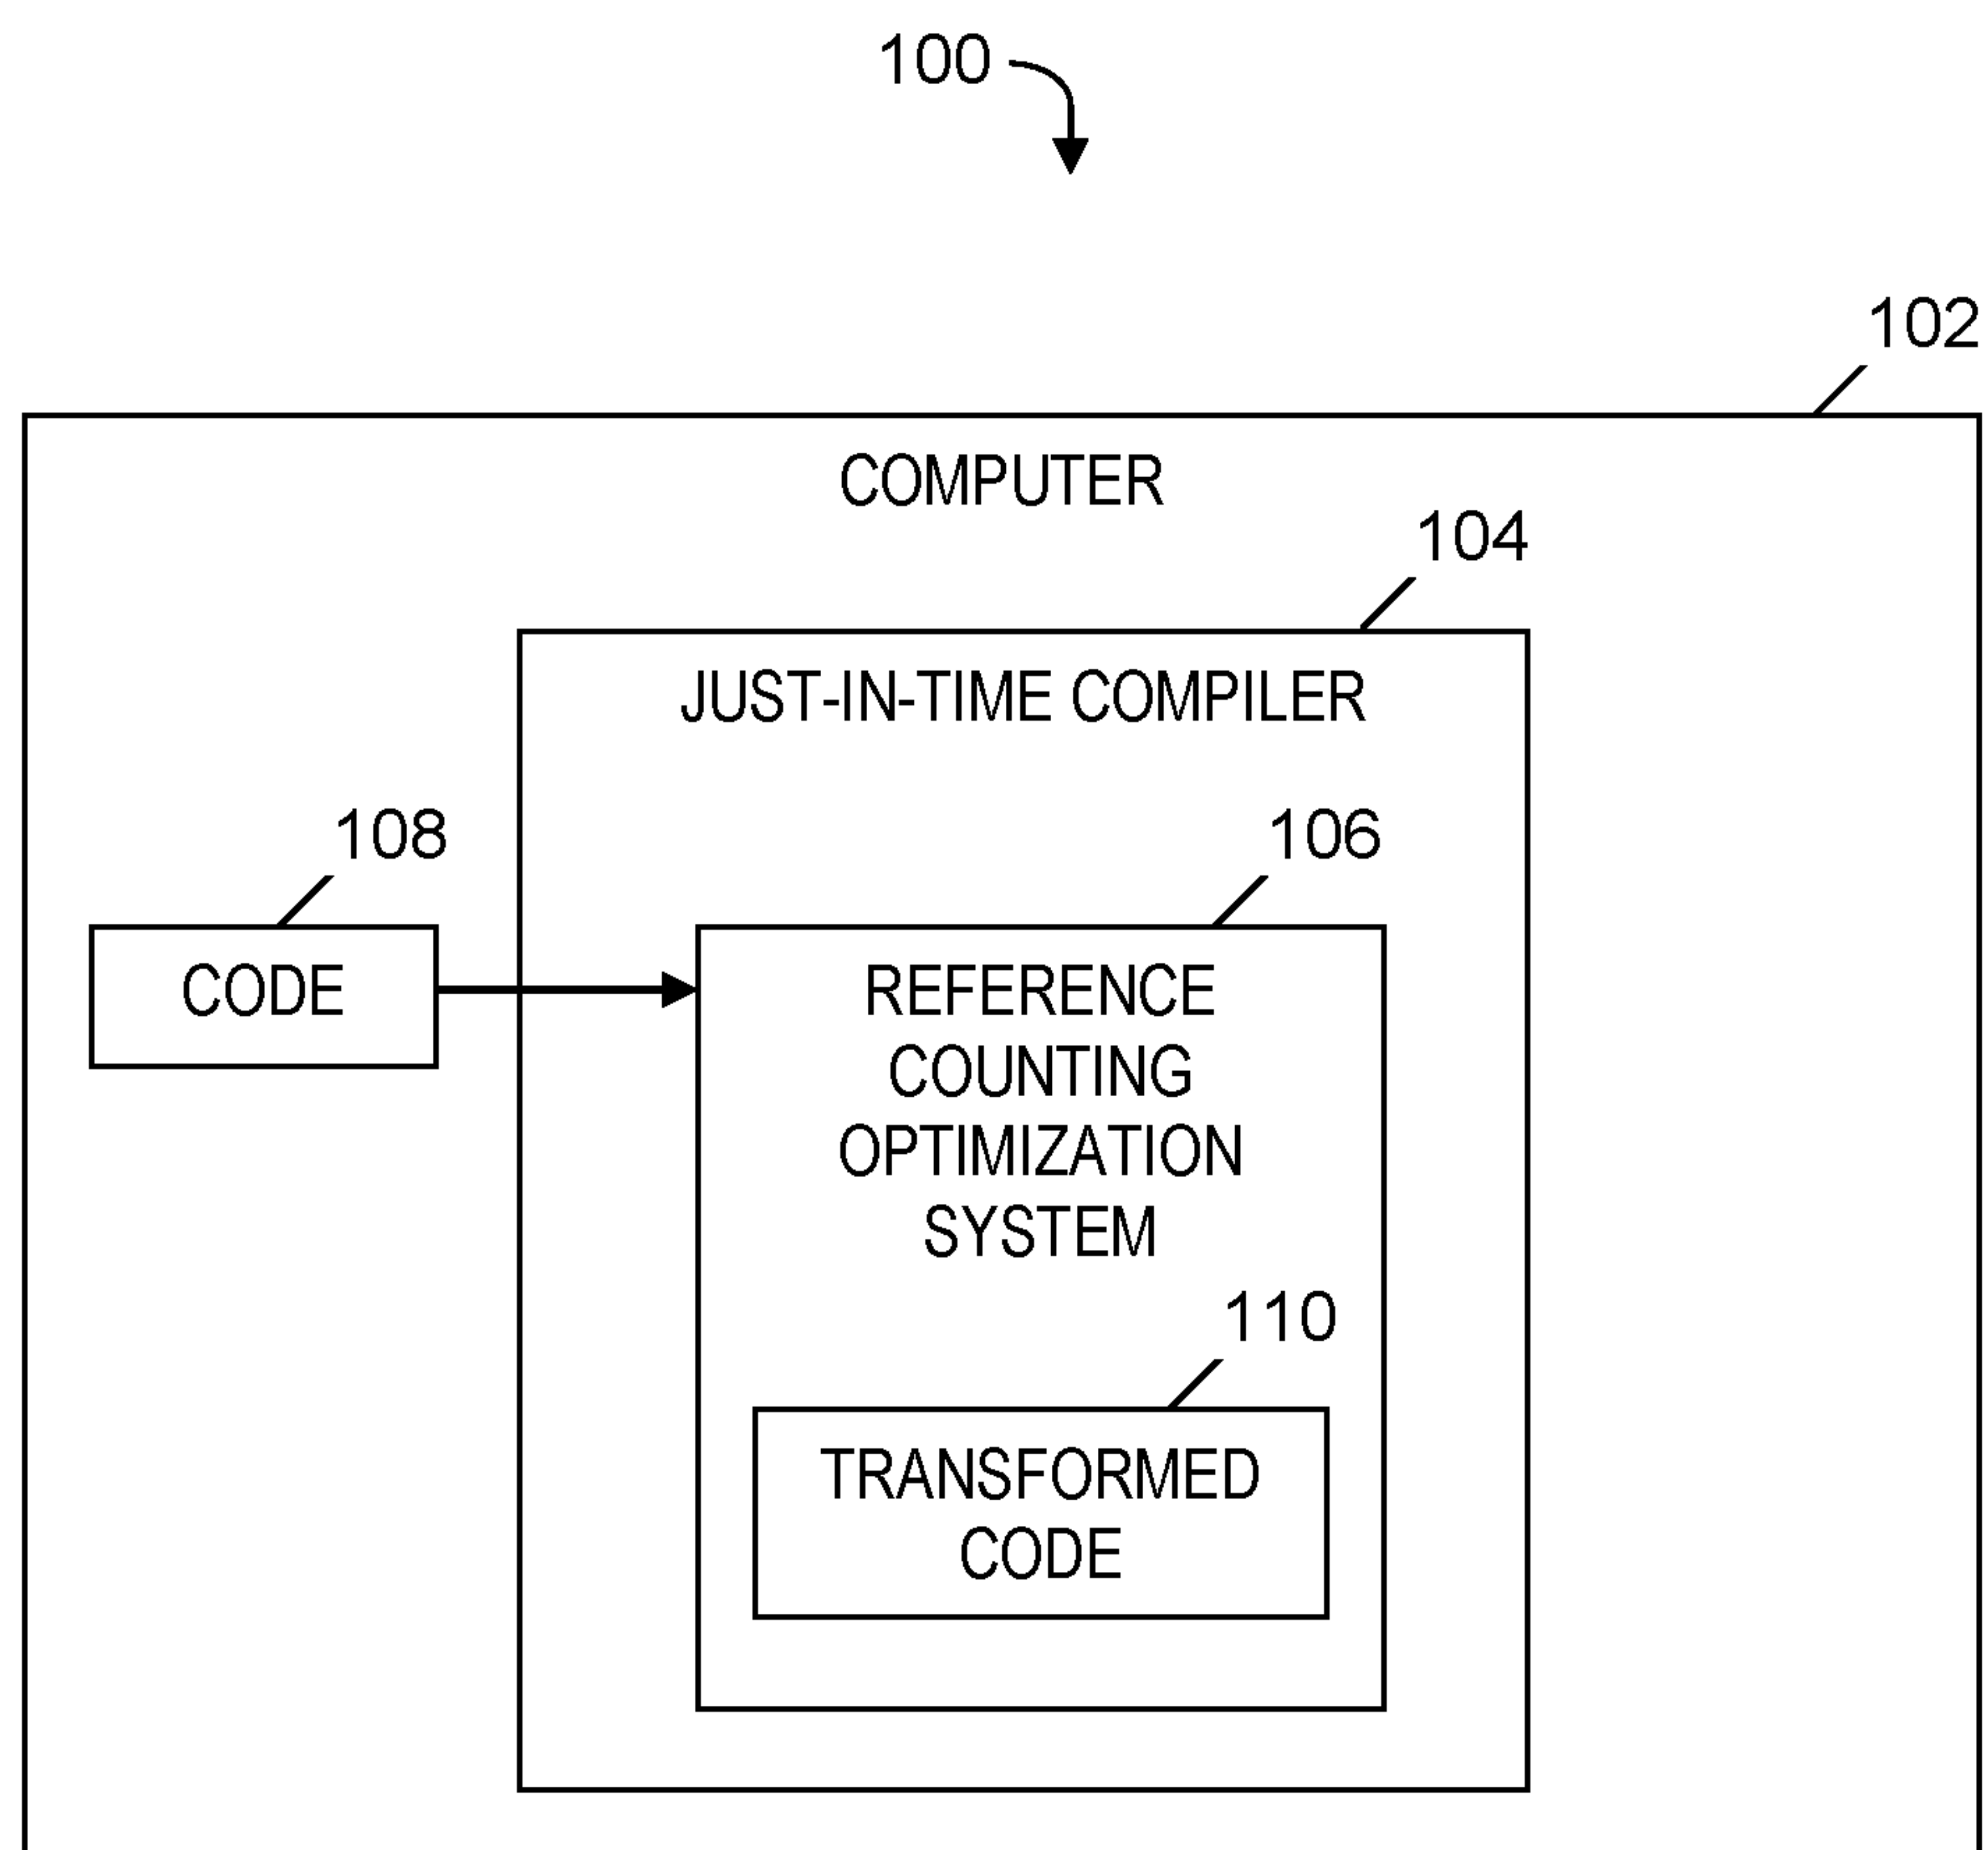 100
102
COMPUTER
104
JUST-IN-TIME COMPILER
108
106
CODE
REFERENCE
COUNTING
OPTIMIZATION
SYSTEM
110
TRANSFORMED
CODE